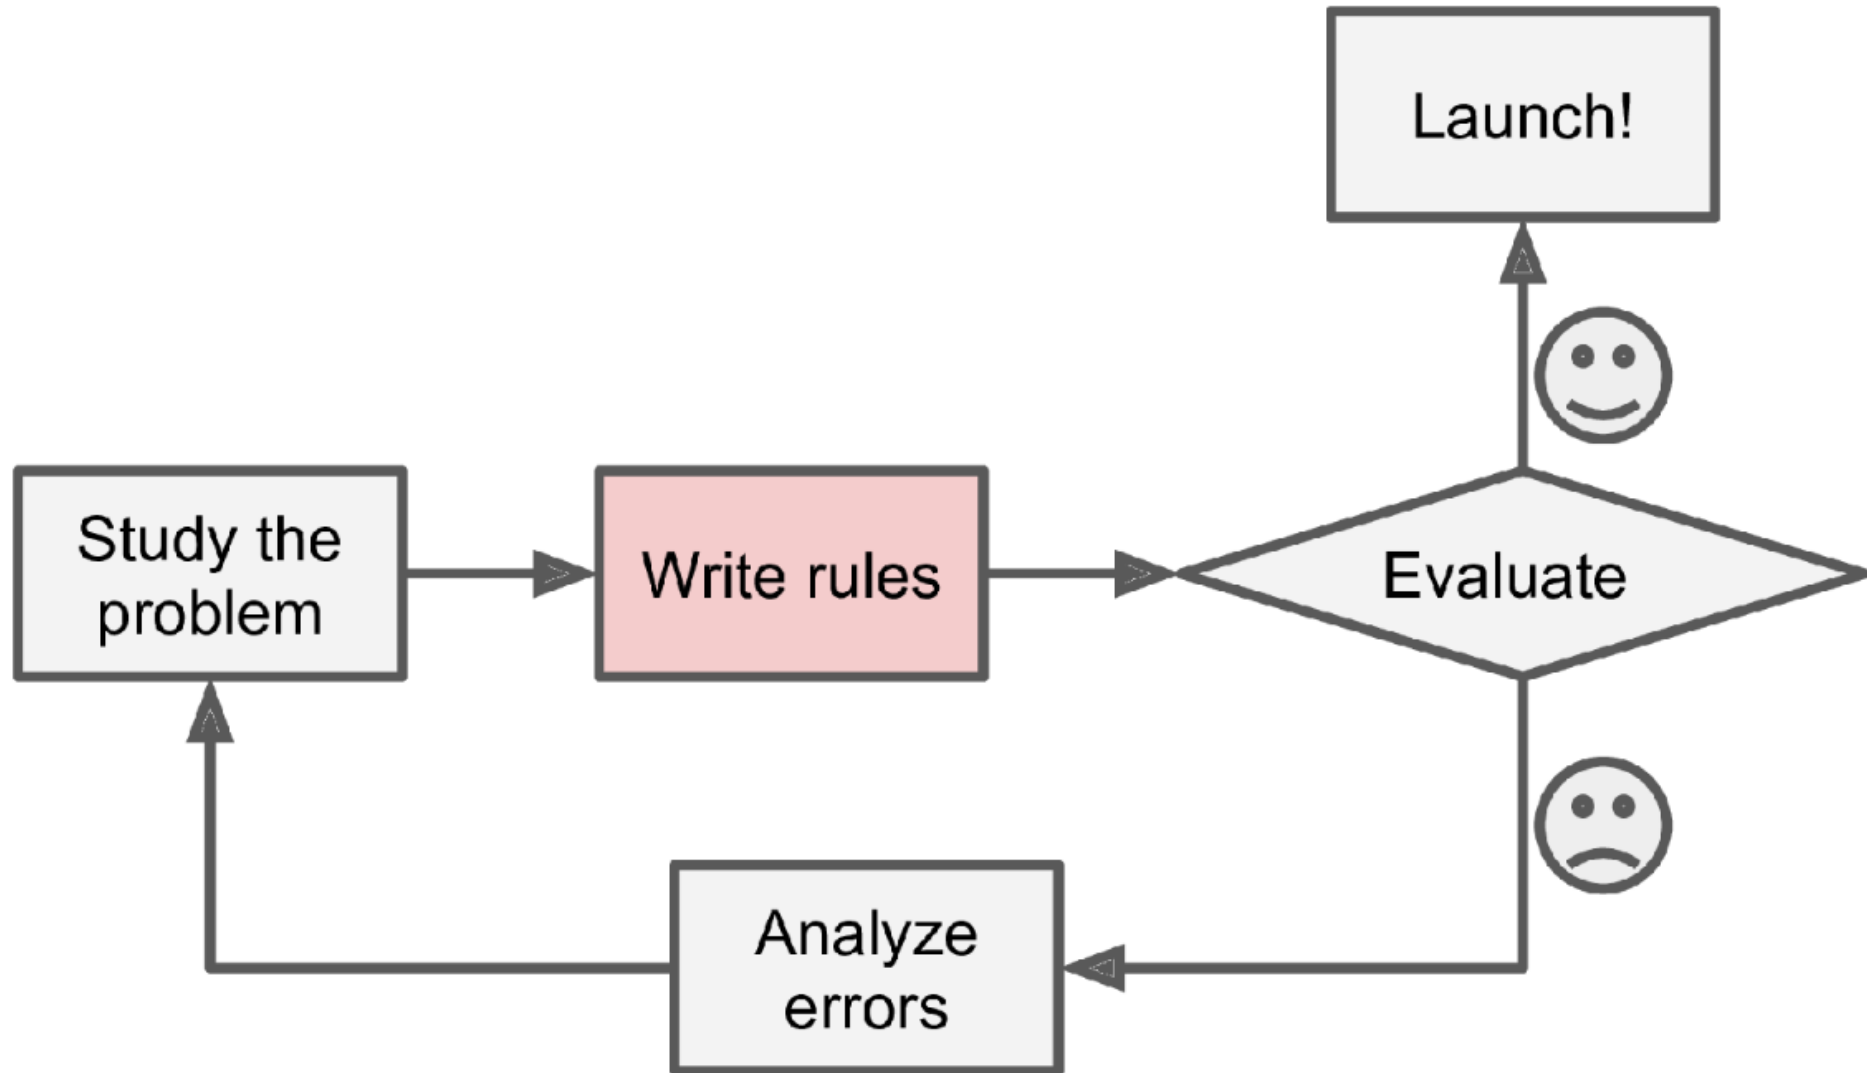 Launch!
Study the
problem
Write rules
Evaluate
Analyze
errors